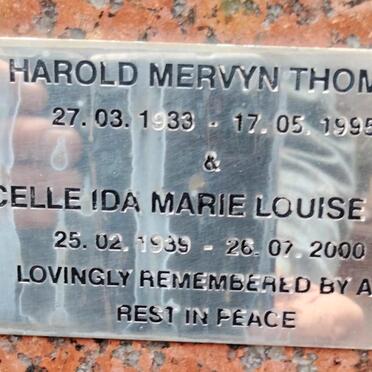 HAROLD MERVYN THOM
27.03.1933 - 17.05.1995
&
CELLE IDA MARIE LOUISE
25.02.1939 - 26.07.2000
LOVINGLY REMEMBERED BY A
REST IN PEACE